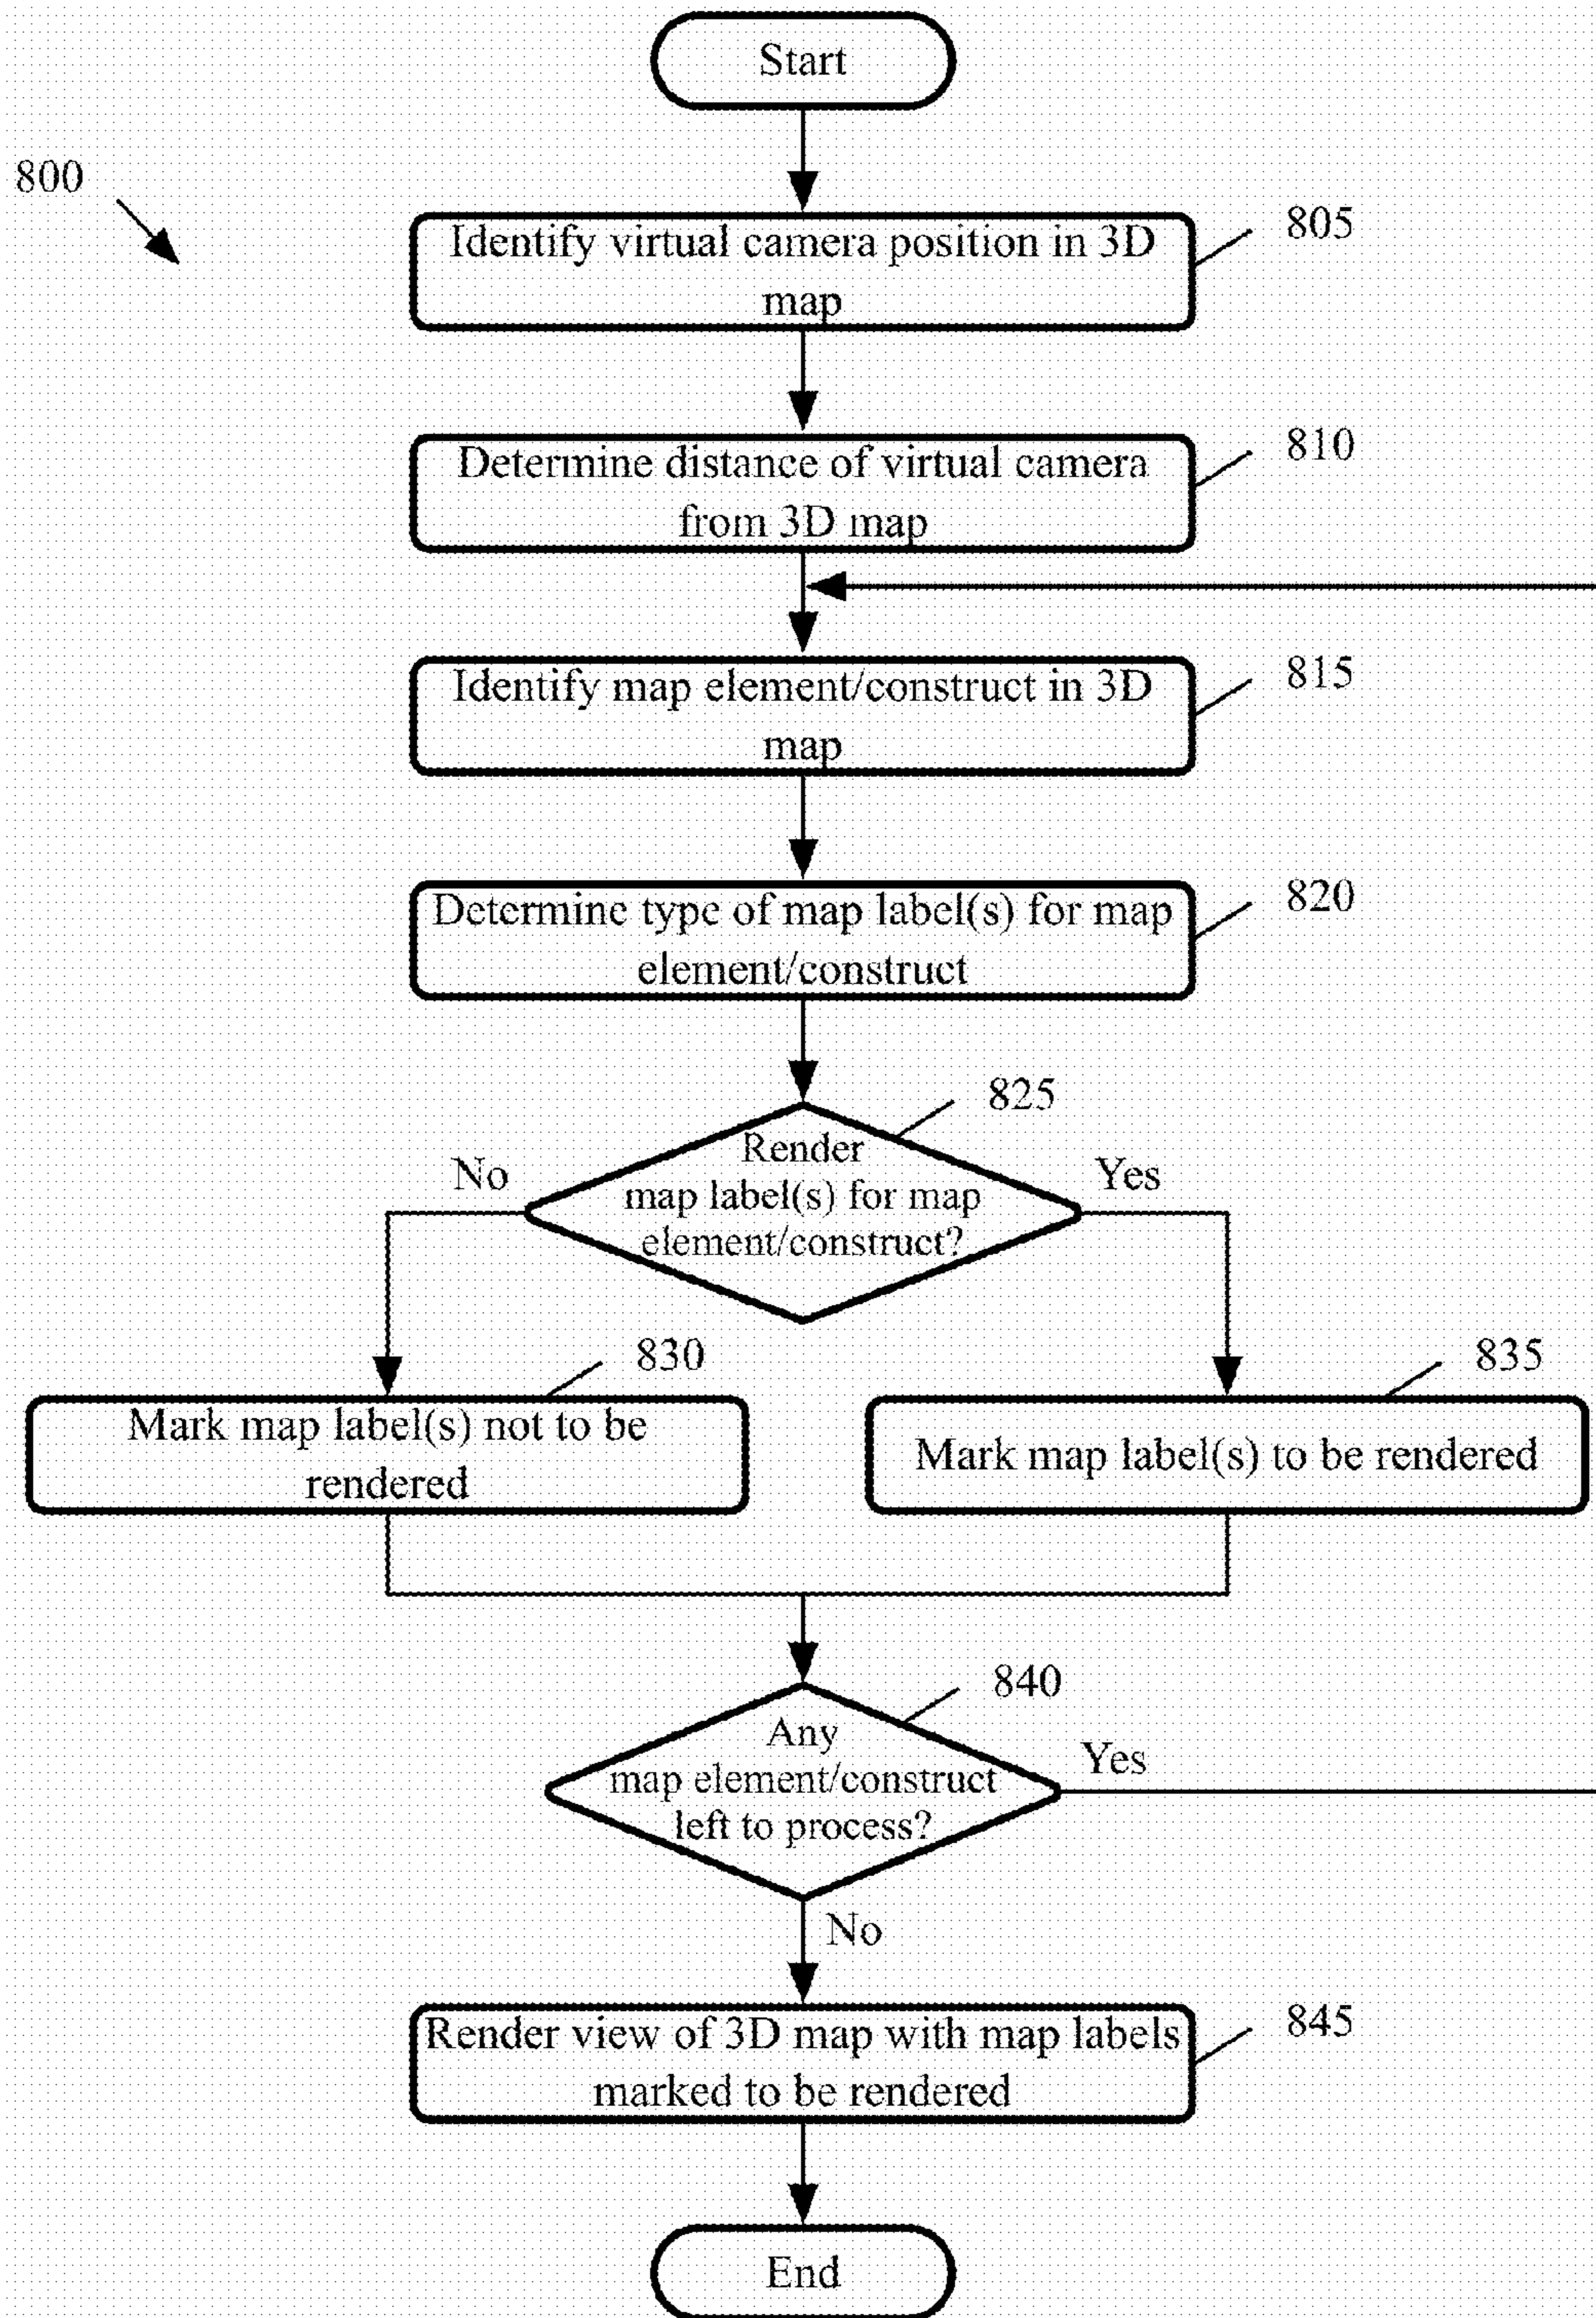 Start
800
Identify virtual camera position in 3D
map
805
Determine distance of virtual camera
from 3D map
810
Identify map element/construct in 3D
map
815
Determine type of map label(s) for map
element/construct
820
825
Render
map label(s) for map
element/construct?
No
Yes
830
Mark map label(s) not to be
rendered
835
Mark map label(s) to be rendered
840
Any
map element/construct
left to process?
Yes
No
Render view of 3D map with map labels
marked to be rendered
845
End